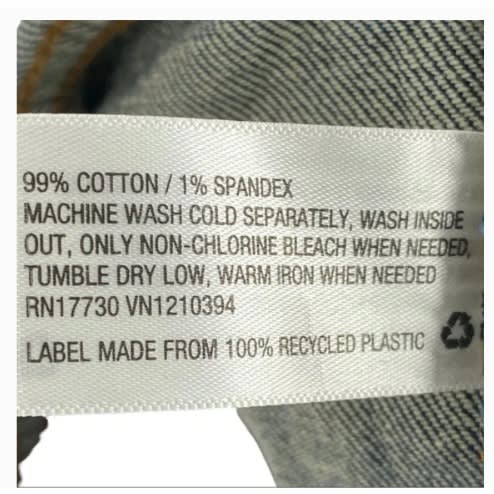 99% COTTON / 1% SPANDEX
MACHINE WASH COLD SEPARATELY, WASH INSIDE
OUT, ONLY NON-CHLORINE BLEACH WHEN NEEDED,
TUMBLE DRY LOW, WARM IRON WHEN NEEDED
RN17730 VN1210394
LABEL MADE FROM 100% RECYCLED PLASTIC